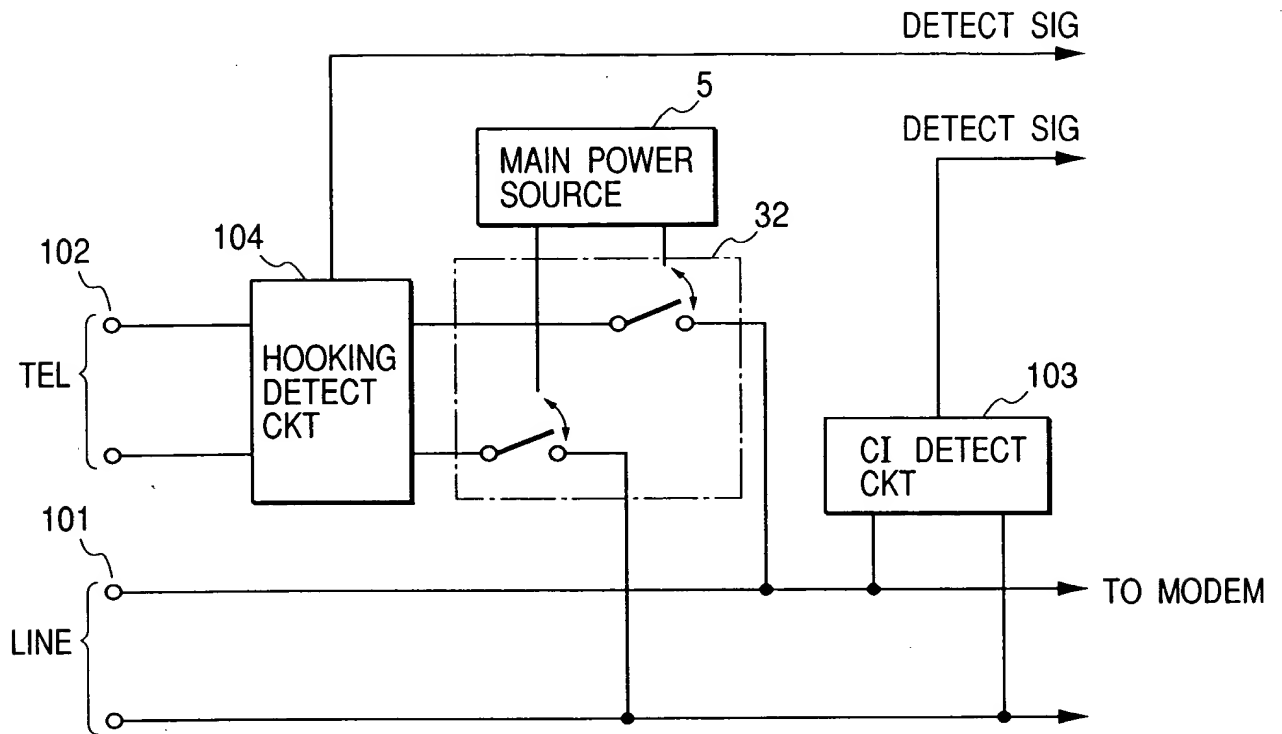 DETECT SIG
5
DETECT SIG
MAIN POWER
SOURCE
32
102
104
TEL
HOOKING
DETECT
CKT
103
CI DETECT
CKT
101
LINE
TO MODEM